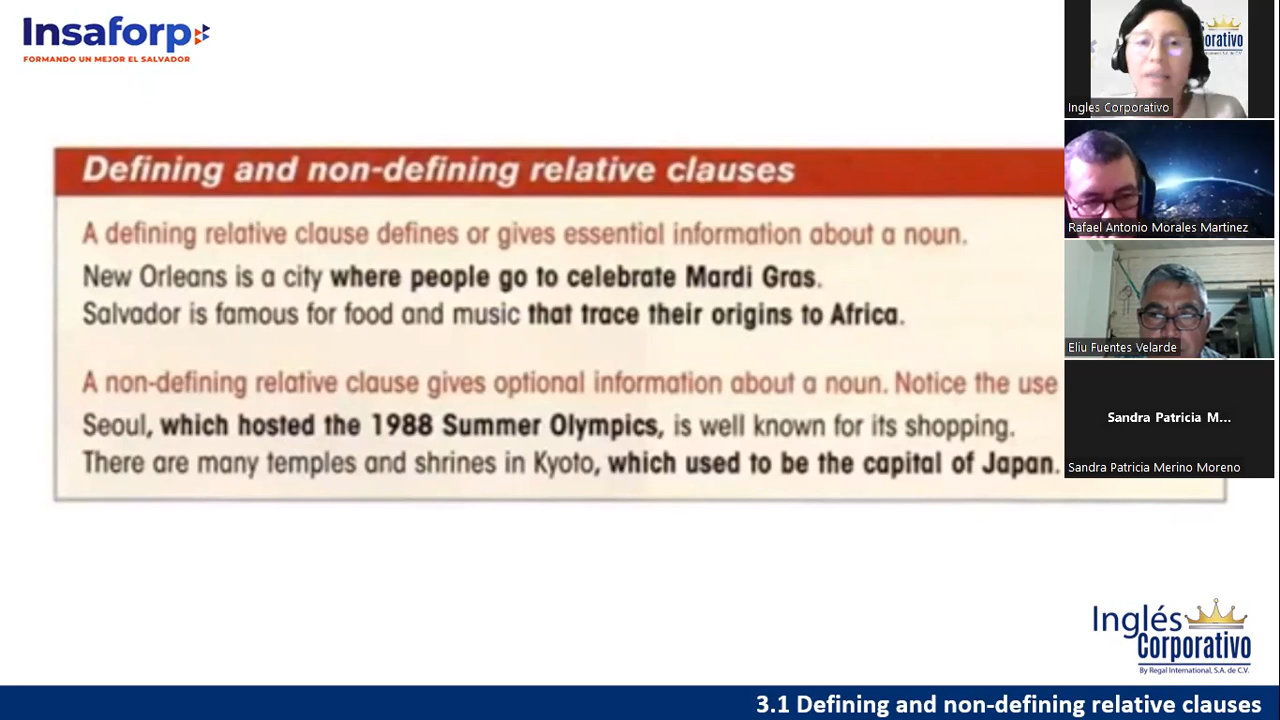 Insaforp
FORMANDO UN MEJOR EL SALVADOR
Defining and non-defining relative clauses
A defining relative clause defines or gives essential information about a noun.
New Orleans is a city where people go to celebrate Mardi Gras.
Salvador is famous for food and music that trace their origins to Africa.
A non-defining relative clause gives optional information about a noun. Notice the use
Seoul, which hosted the 1988 Summer Olympics, is well known for its shopping.
There are many temples and shrines in Kyoto, which used to be the capital of Japan.
orativo
Ingles Corporativo
Rafael Antonio Morales Martinez
Eliu Fuentes Velarde
Sandra Patricia M...
Sandra Patricia Merino Moreno
Inglés
Corporativo
By Regal International, S.A. de C.V.
3.1 Defining and non-defining relative clauses